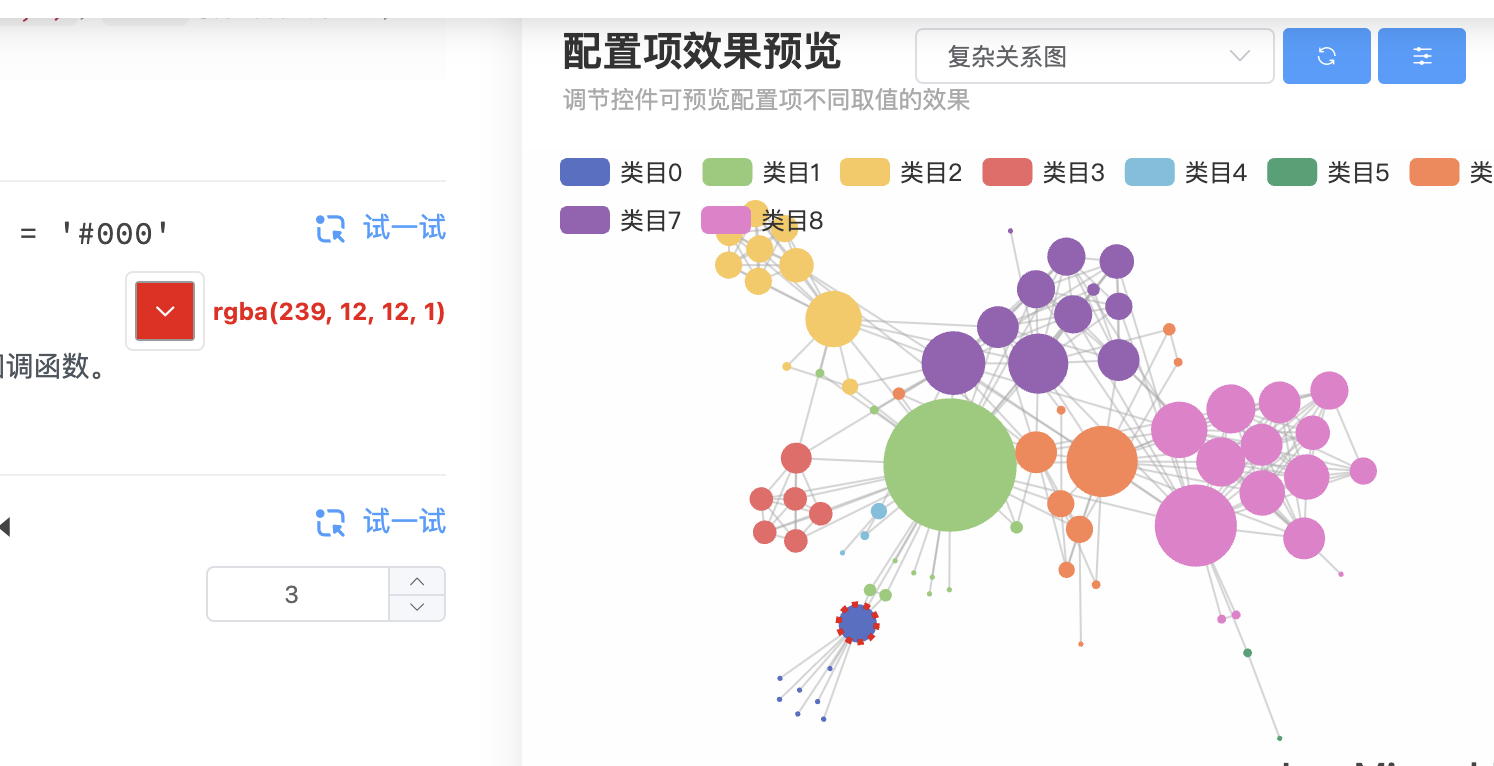 配置项效果预览
复杂关系图
调节控件可预览配置项不同取值的效果
类目0 类目1 类目2 类目3 类目4 类目5 类
类目7 类目8
= '#000'
试一试
rgba(239, 12, 12, 1)
调函数。
试一试
3